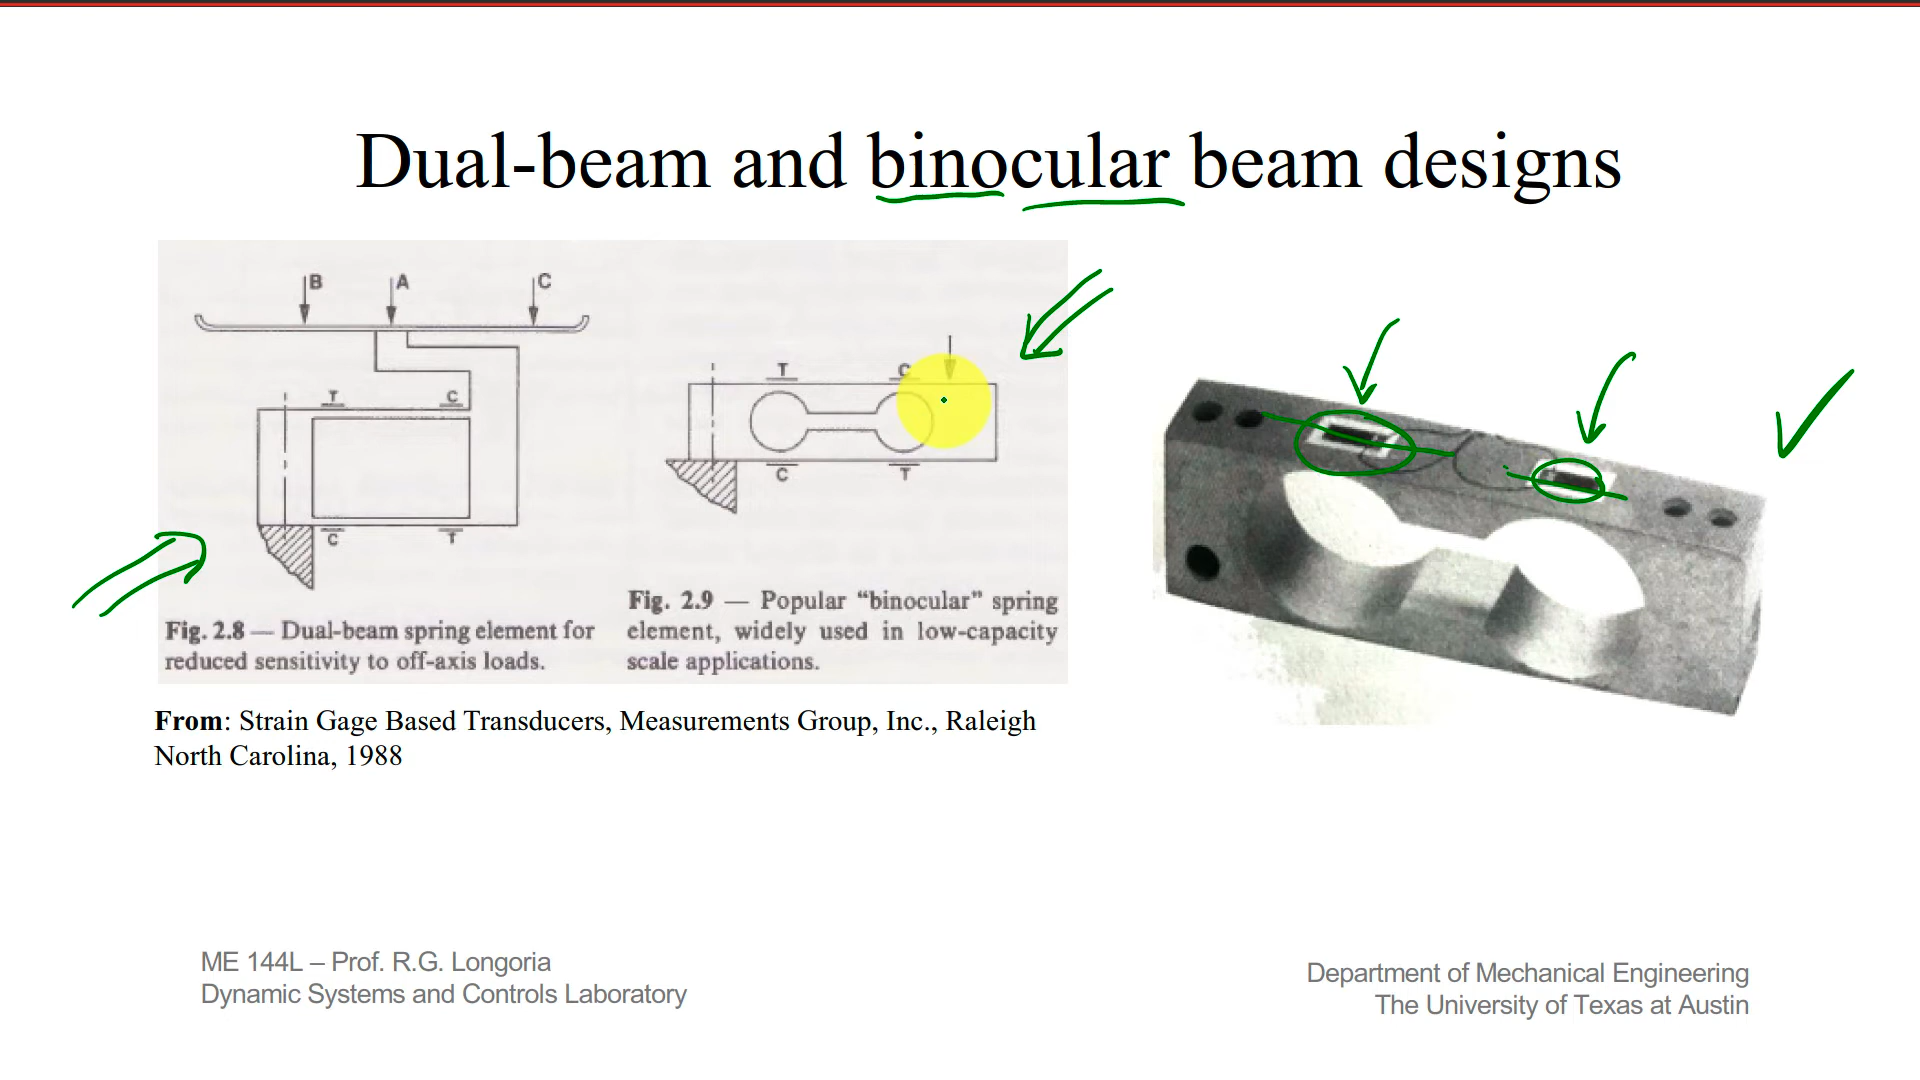 Dual-beam and binocular beam designs
B
A
C
T
C
C
T
Fig. 2.8 — Dual-beam spring element for
reduced sensitivity to off-axis loads.
T
C
C
T
Fig. 2.9 — Popular “binocular” spring
element, widely used in low-capacity
scale applications.
From: Strain Gage Based Transducers, Measurements Group, Inc., Raleigh
North Carolina, 1988
ME 144L – Prof. R.G. Longoria
Dynamic Systems and Controls Laboratory
Department of Mechanical Engineering
The University of Texas at Austin